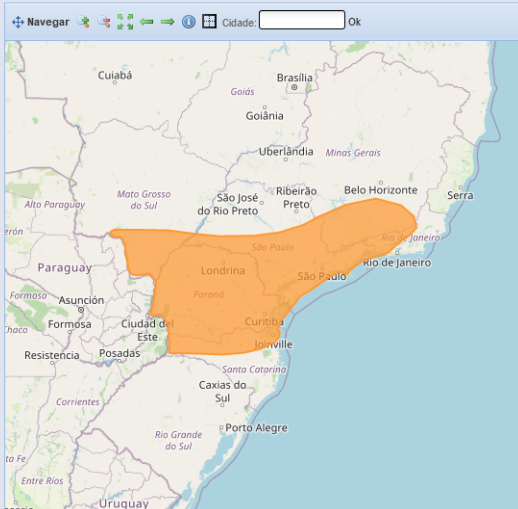 Navegar Cidade: Ok
Cuiabá
Brasília
Goiás
Goiânia
Uberlândia
Minas Gerais
Mato Grosso
do Sul
São José
do Rio Preto
Ribeirão
Preto
Belo Horizonte
Serra
Alto Paraguay
São Paulo
Rio de Janeiro
Paraguay
Londrina
São Paulo
Rio de Janeiro
Formosa
Asunción
Paraná
Formosa
Ciudad del
Este
Curitiba
Chaco
Resistencia
Posadas
Joinville
Santa Catarina
Caxias do
Sul
Corrientes
Porto Alegre
Rio Grande
do Sul
ta Fe
Entre Ríos
Uruguay